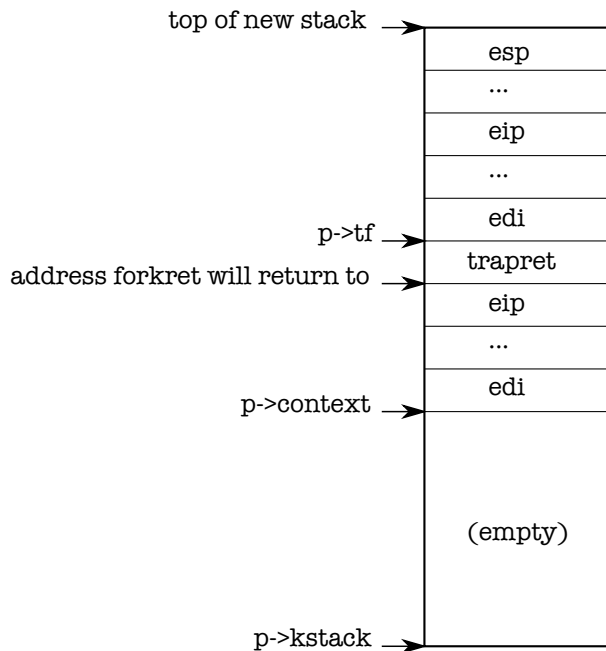 top of new stack
esp
...
eip
...
edi
p->tf
trapret
address forkret will return to
eip
...
edi
p->context
(empty)
p->kstack